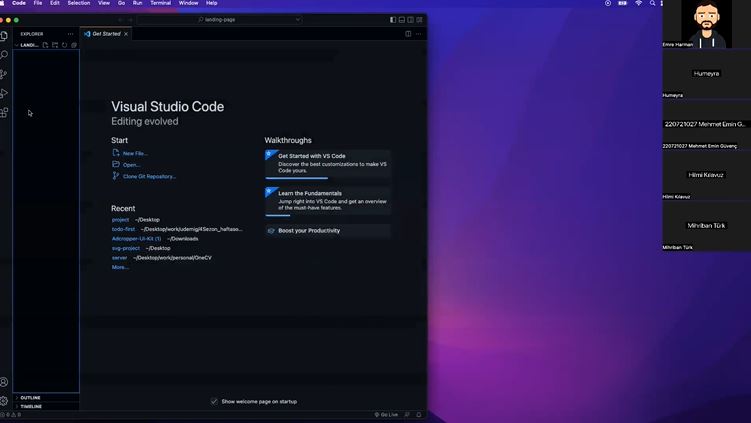 Code File Edit Selection View Go Run Terminal Window Help
landing-page
EXPLORER
LANDI...
Get Started
Visual Studio Code
Editing evolved
Start
New File...
Open...
Clone Git Repository...
Recent
project ~/Desktop
todo-first ~/Desktop/work/udemig/4Sezon_haftaso...
Adcropper-UI-Kit (1) ~/Downloads
svg-project ~/Desktop
server ~/Desktop/work/personal/OneCV
More...
Walkthroughs
Get Started with VS Code
Discover the best customizations to make VS
Code yours.
Learn the Fundamentals
Jump right into VS Code and get an overview
of the must-have features.
Boost your Productivity
Show welcome page on startup
OUTLINE
TIMELINE
0 0
Go Live
Emre Harman
Humeyra
Humeyra
220721027 Mehmet Emin G...
220721027 Mehmet Emin Güvenç
Hilmi Kılavuz
Hilmi Kılavuz
Mihriban Türk
Mihriban Türk